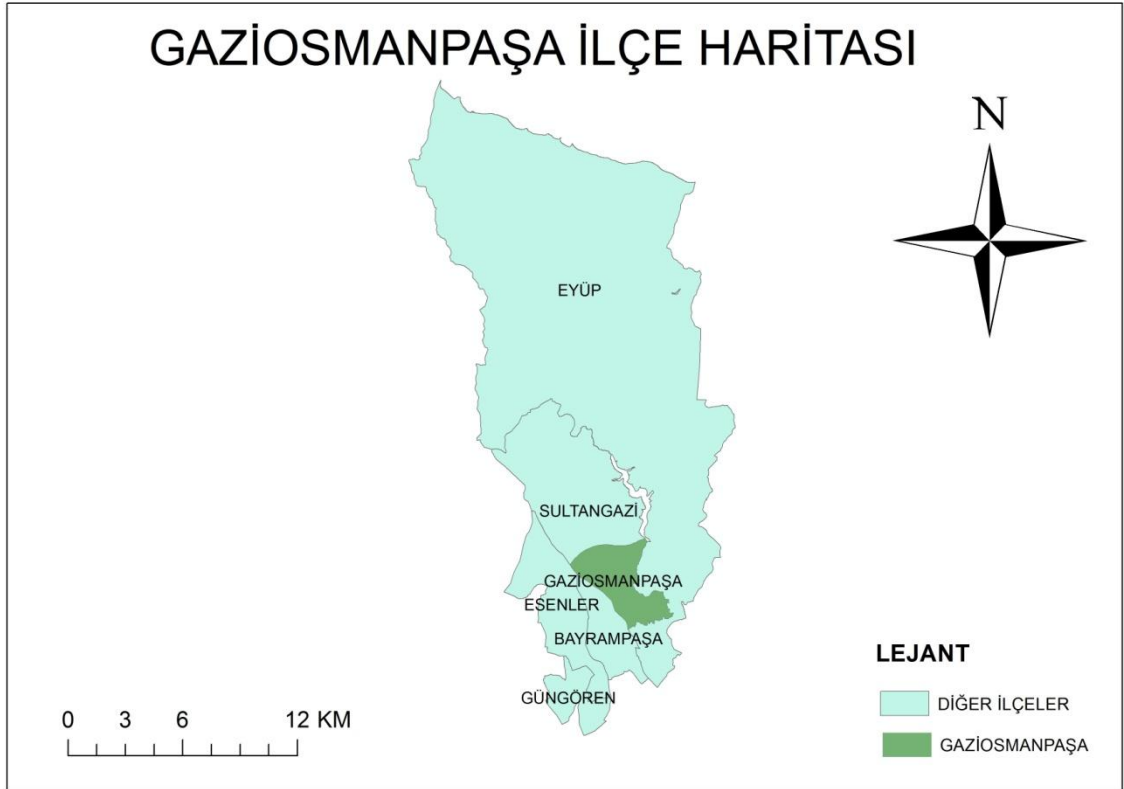 GAZİOSMANPAŞA İLÇE HARİTASI
N
EYÜP
SULTANGAZİ
GAZİOSMANPAŞA
ESENLER
BAYRAMPAŞA
GÜNGÖREN
0 3 6 12 KM
LEJANT
DİĞER İLÇELER
GAZİOSMANPAŞA